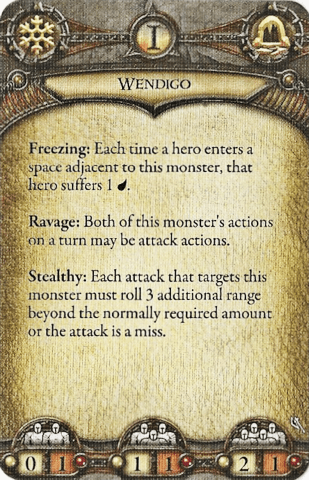 1
WENDIGO
Freezing: Each time a hero enters a
space adjacent to this monster, that
hero suffers 1 .
Ravage: Both of this monster's actions
on a turn may be attack actions.
Stealthy: Each attack that targets this
monster must roll 3 additional range
beyond the normally required amount
or the attack is a miss.
0 1 1 1 2 1